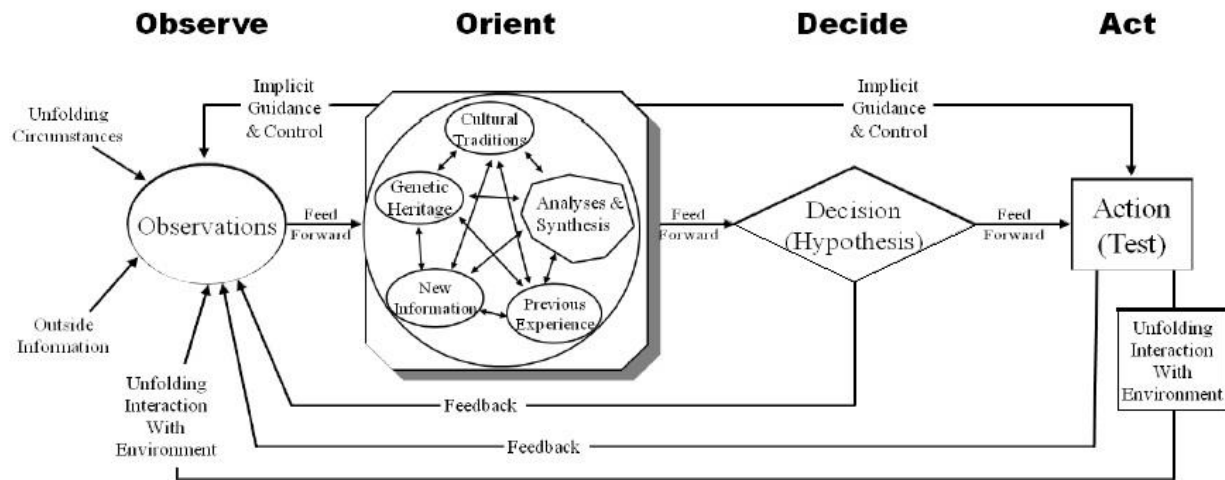 Observe
Orient
Decide
Act
Implicit
Guidance
& Control
Implicit
Guidance
& Control
Unfolding
Circumstances
Observations
Outside
Information
Unfolding
Interaction
With
Environment
Feed
Forward
Cultural
Traditions
Genetic
Heritage
Analyses &
Synthesis
New
Information
Previous
Experience
Feed
Forward
Decision
(Hypothesis)
Feed
Forward
Action
(Test)
Unfolding
Interaction
With
Environment
Feedback
Feedback